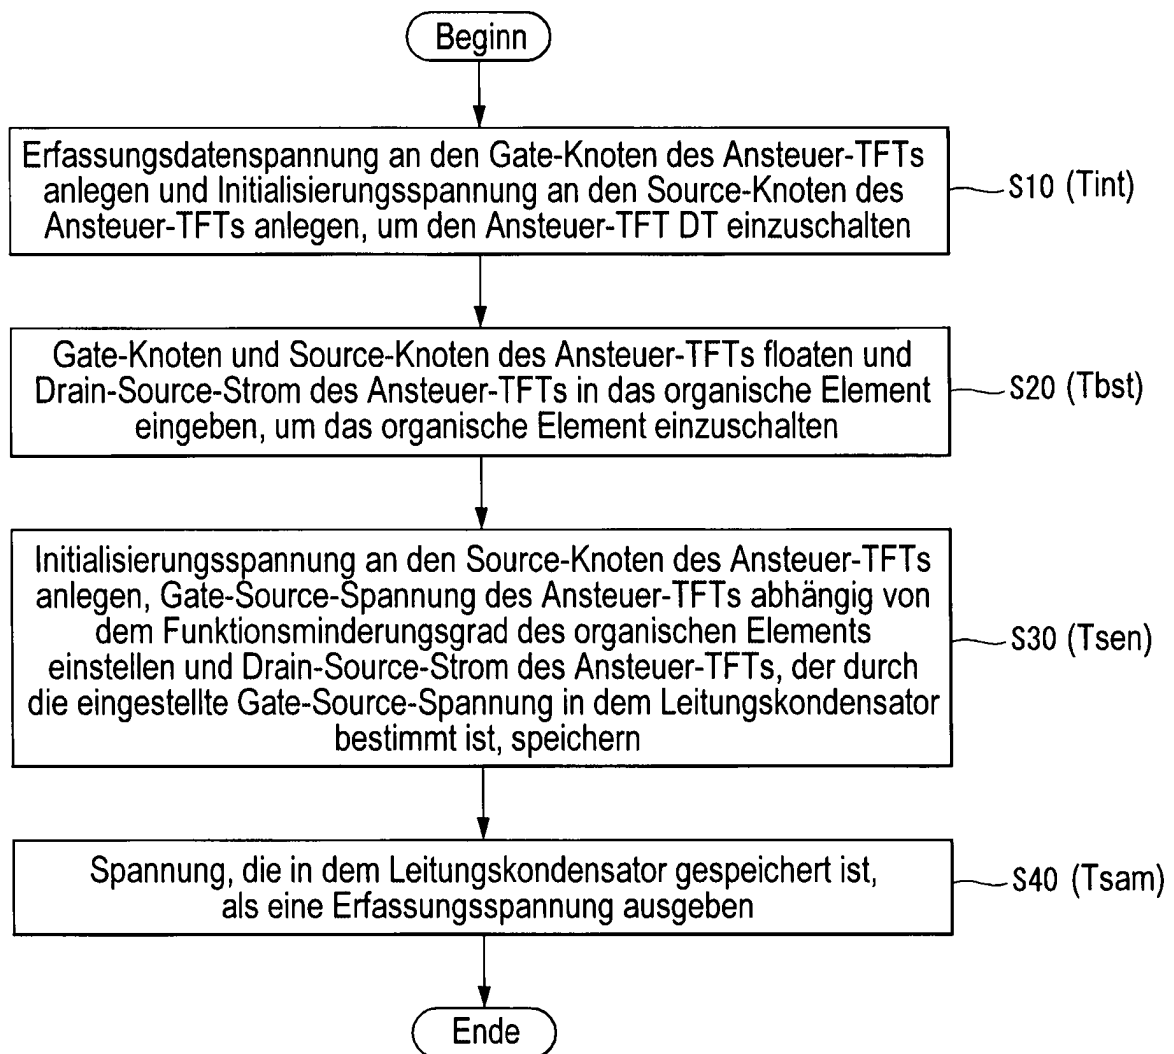 Beginn
Erfassungsdatenspannung an den Gate-Knoten des Ansteuer-TFTs
anlegen und Initialisierungsspannung an den Source-Knoten des
Ansteuer-TFTs anlegen, um den Ansteuer-TFT DT einzuschalten
S10 (Tint)
Gate-Knoten und Source-Knoten des Ansteuer-TFTs floaten und
Drain-Source-Strom des Ansteuer-TFTs in das organische Element
eingeben, um das organische Element einzuschalten
S20 (Tbst)
Initialisierungsspannung an den Source-Knoten des Ansteuer-TFTs
anlegen, Gate-Source-Spannung des Ansteuer-TFTs abhängig von
dem Funktionsminderungsgrad des organischen Elements
einstellen und Drain-Source-Strom des Ansteuer-TFTs, der durch
die eingestellte Gate-Source-Spannung in dem Leitungskondensator
bestimmt ist, speichern
S30 (Tsen)
Spannung, die in dem Leitungskondensator gespeichert ist,
als eine Erfassungsspannung ausgeben
S40 (Tsam)
Ende